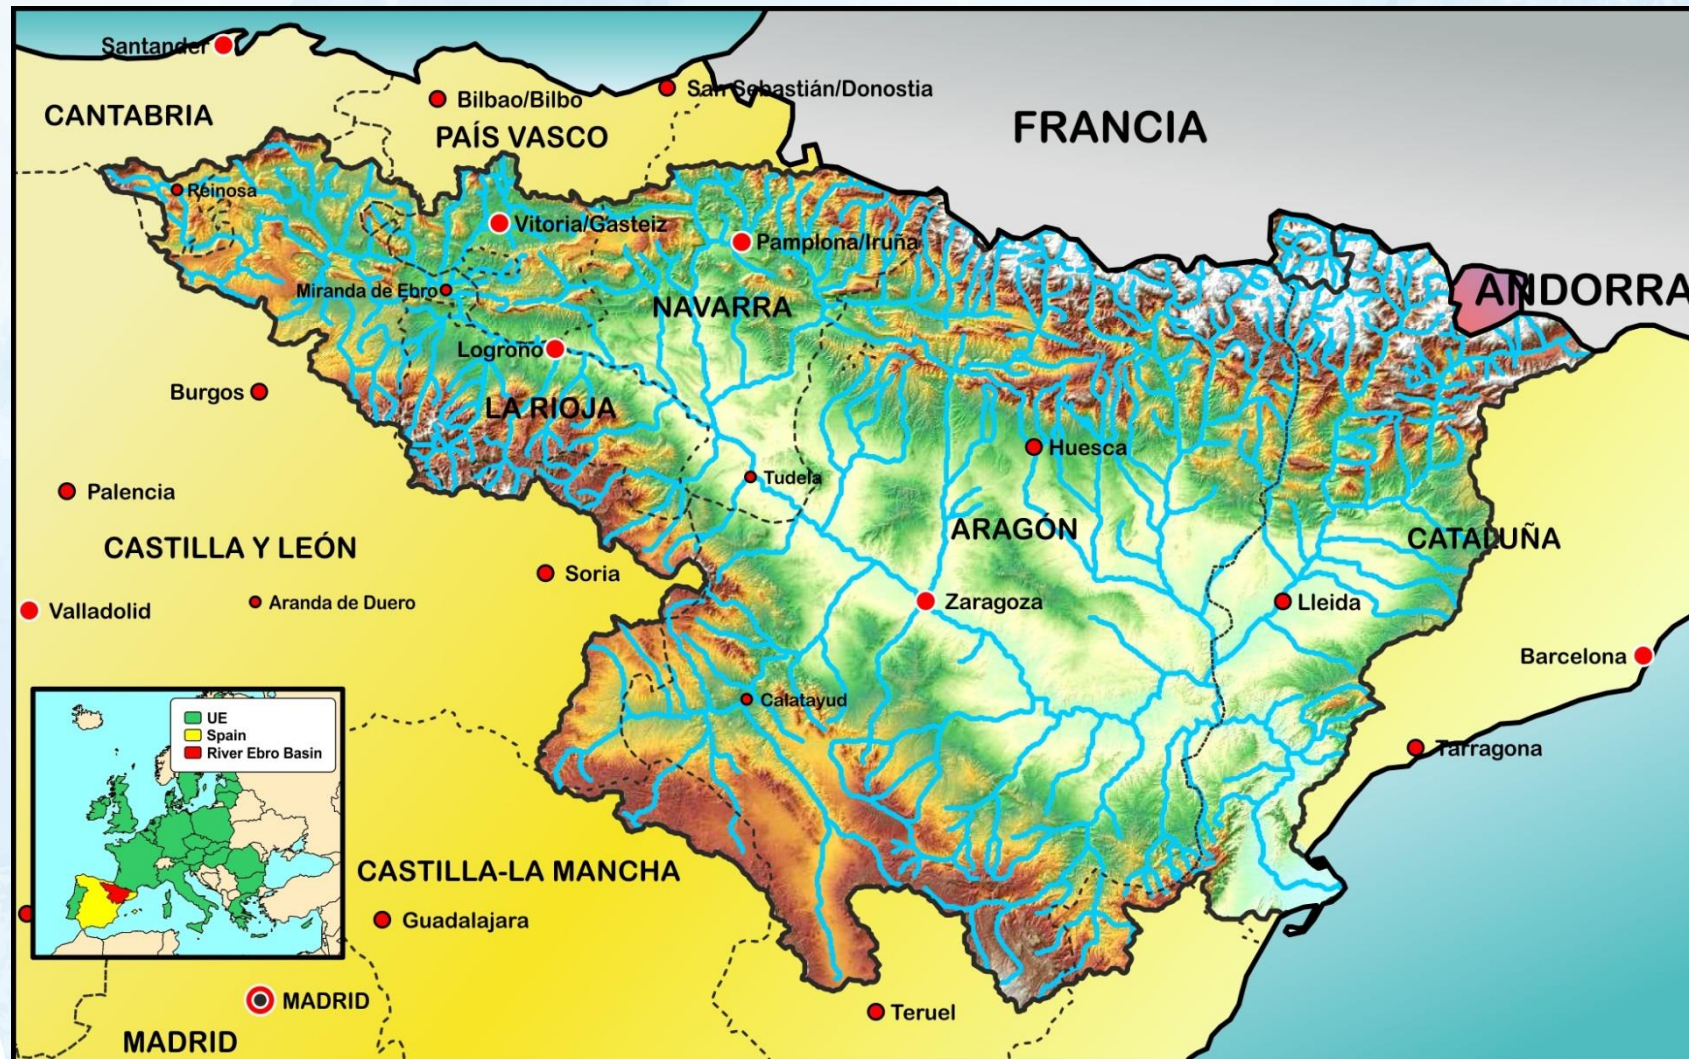 Santander
CANTABRIA
Bilbao/Bilbo
San Sebastián/Donostia
PAÍS VASCO
FRANCIA
Reinosa
Vitoria/Gasteiz
Pamplona/Iruña
Miranda de Ebro
NAVARRA
ANDORRA
Logroño
Burgos
LA RIOJA
Huesca
Palencia
Tudela
CASTILLA Y LEÓN
ARAGÓN
CATALUÑA
Soria
Valladolid
Aranda de Duero
Zaragoza
Lleida
Barcelona
Calatayud
UE
Spain
River Ebro Basin
Tarragona
CASTILLA-LA MANCHA
Guadalajara
MADRID
Teruel
MADRID